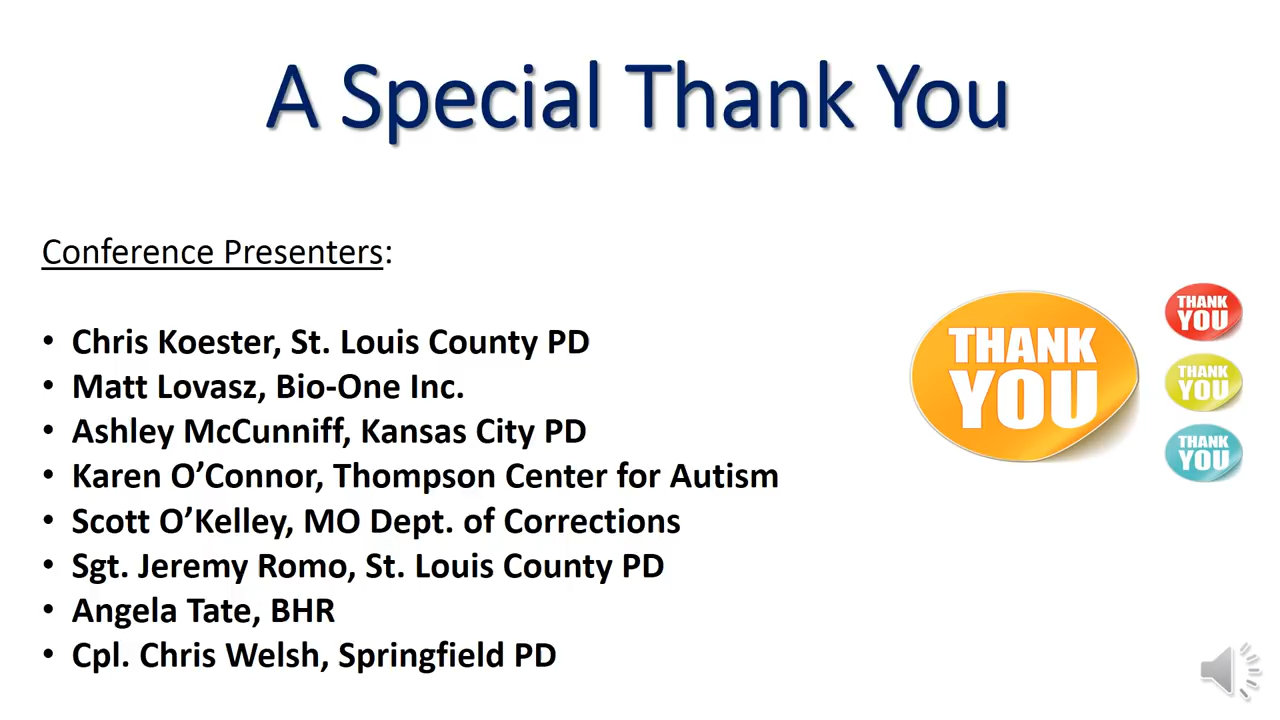 A Special Thank You
Conference Presenters:
• Chris Koester, St. Louis County PD
• Matt Lovasz, Bio-One Inc.
• Ashley McCunniff, Kansas City PD
• Karen O’Connor, Thompson Center for Autism
• Scott O’Kelley, MO Dept. of Corrections
• Sgt. Jeremy Romo, St. Louis County PD
• Angela Tate, BHR
• Cpl. Chris Welsh, Springfield PD
THANK
YOU
THANK
YOU
THANK
YOU
THANK
YOU